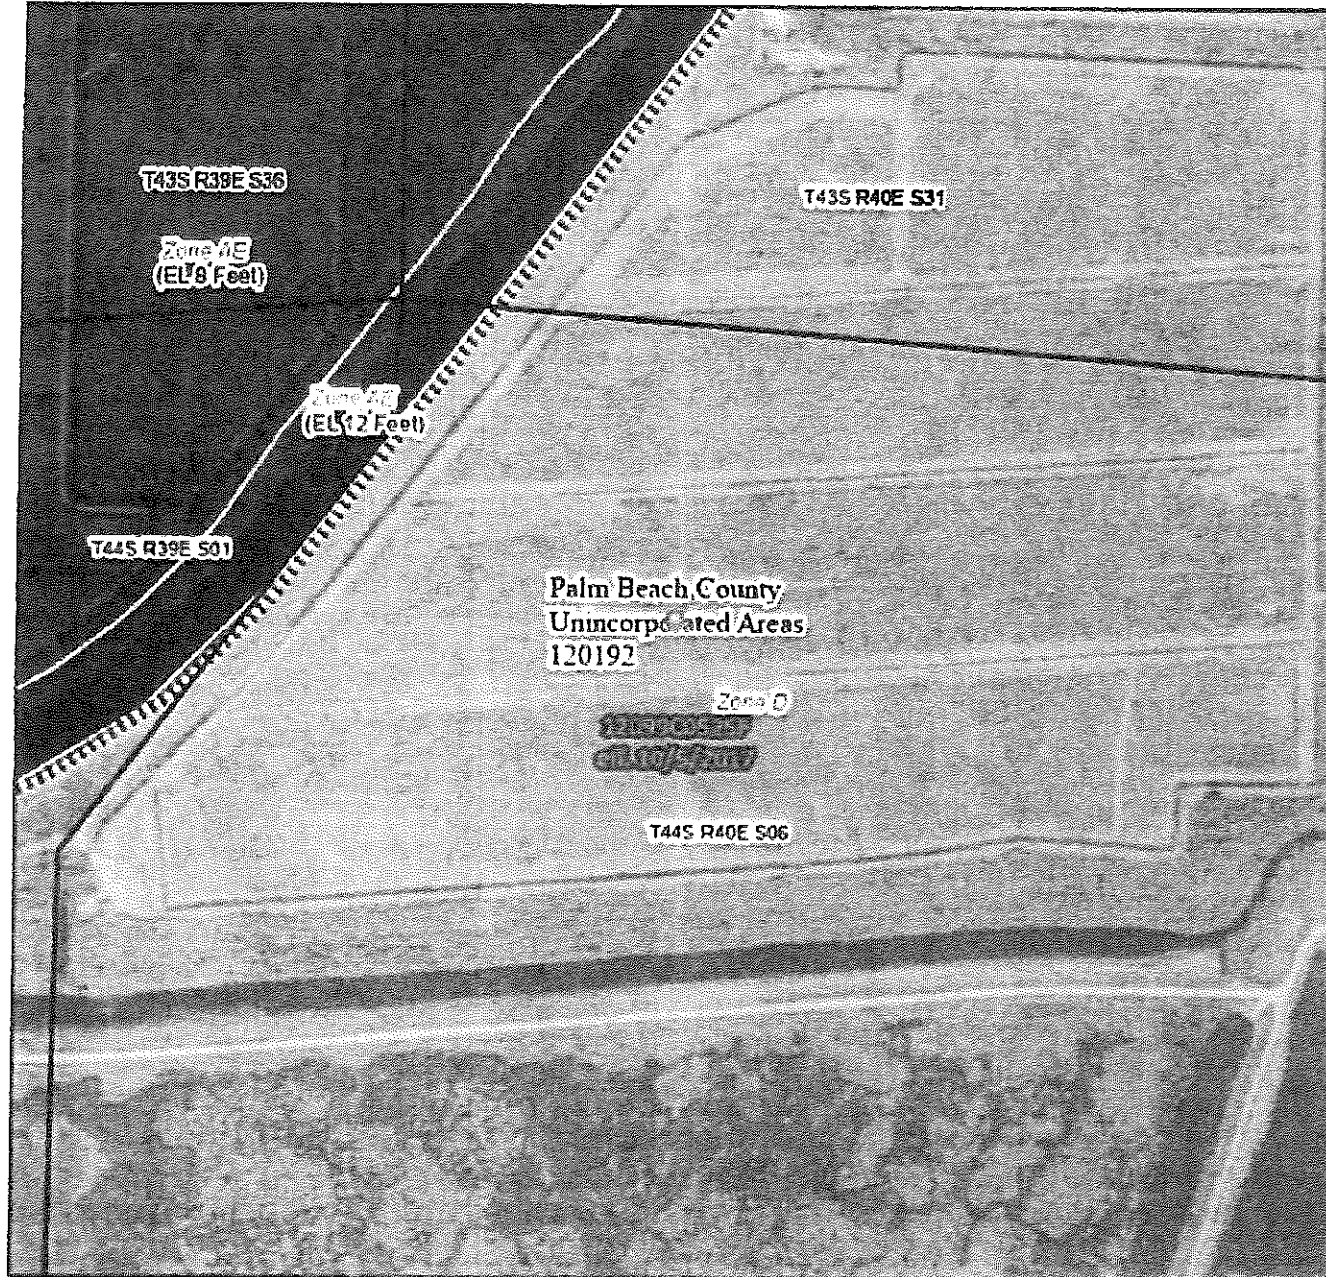 T43S R39E S36
T43S R40E S31
Zone AE
(EL 8 Feet)
Zone AE
(EL 12 Feet)
T44S R39E S01
Palm Beach County
Unincorporated Areas
120192
Zone D
T44S R40E S06